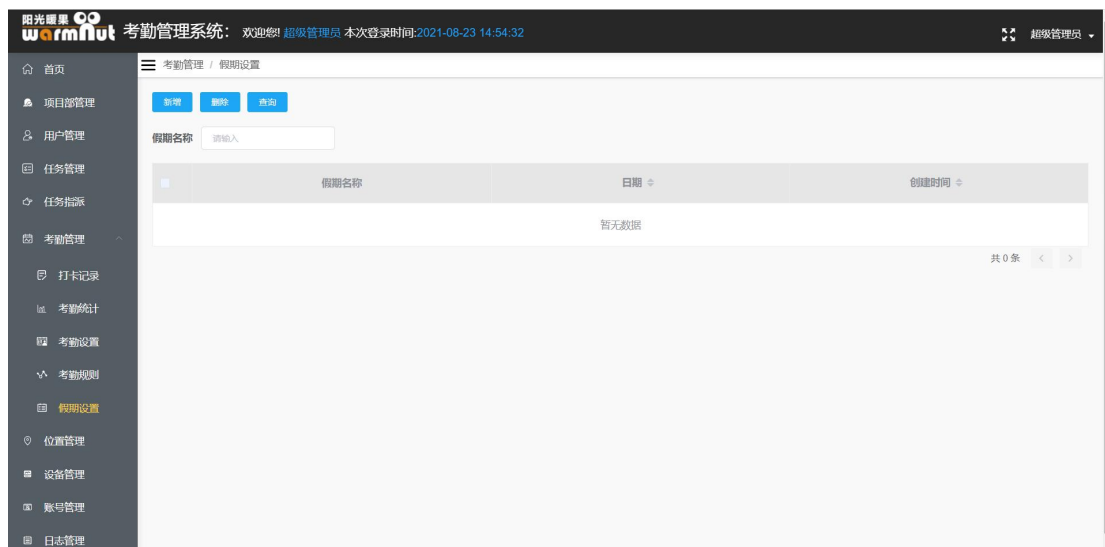 阳光暖果
warmnut 考勤管理系统： 欢迎您! 超级管理员 本次登录时间:2021-08-23 14:54:32 超级管理员
首页
考勤管理 / 假期设置
项目部管理
新增 删除 查询
用户管理
假期名称 请输入
任务管理
假期名称 日期 创建时间
任务指派
暂无数据
考勤管理
共 0 条 < >
打卡记录
考勤统计
考勤设置
考勤规则
假期设置
位置管理
设备管理
账号管理
日志管理